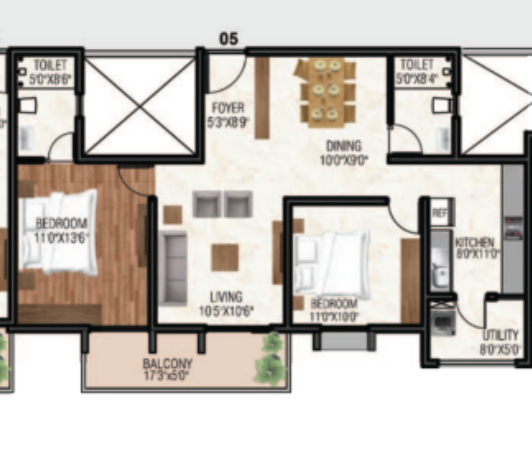 05
TOILET
5'0"X8'6"
FOYER
5'3"X8'9"
DINING
10'0"X9'0"
TOILET
5'0"X8'4"
BEDROOM
11'0"X13'6"
LIVING
10'5"X10'6"
BEDROOM
11'0"X10'0"
REF
KITCHEN
8'0"X11'0"
UTILITY
8'0"X5'0"
BALCONY
17'3"x5'0"